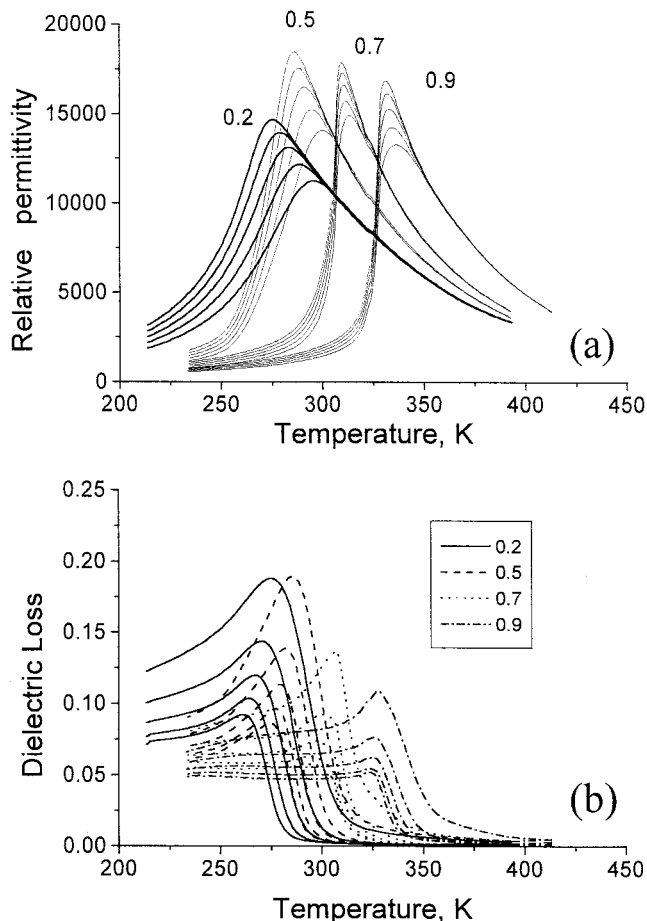 20000
15000
10000
5000
0
Relative permittivity
0.5
0.7
0.9
0.2
(a)
200 250 300 350 400 450
Temperature, K
0.25
0.20
0.15
0.10
0.05
0.00
Dielectric Loss
0.2
0.5
0.7
0.9
(b)
200 250 300 350 400 450
Temperature, K